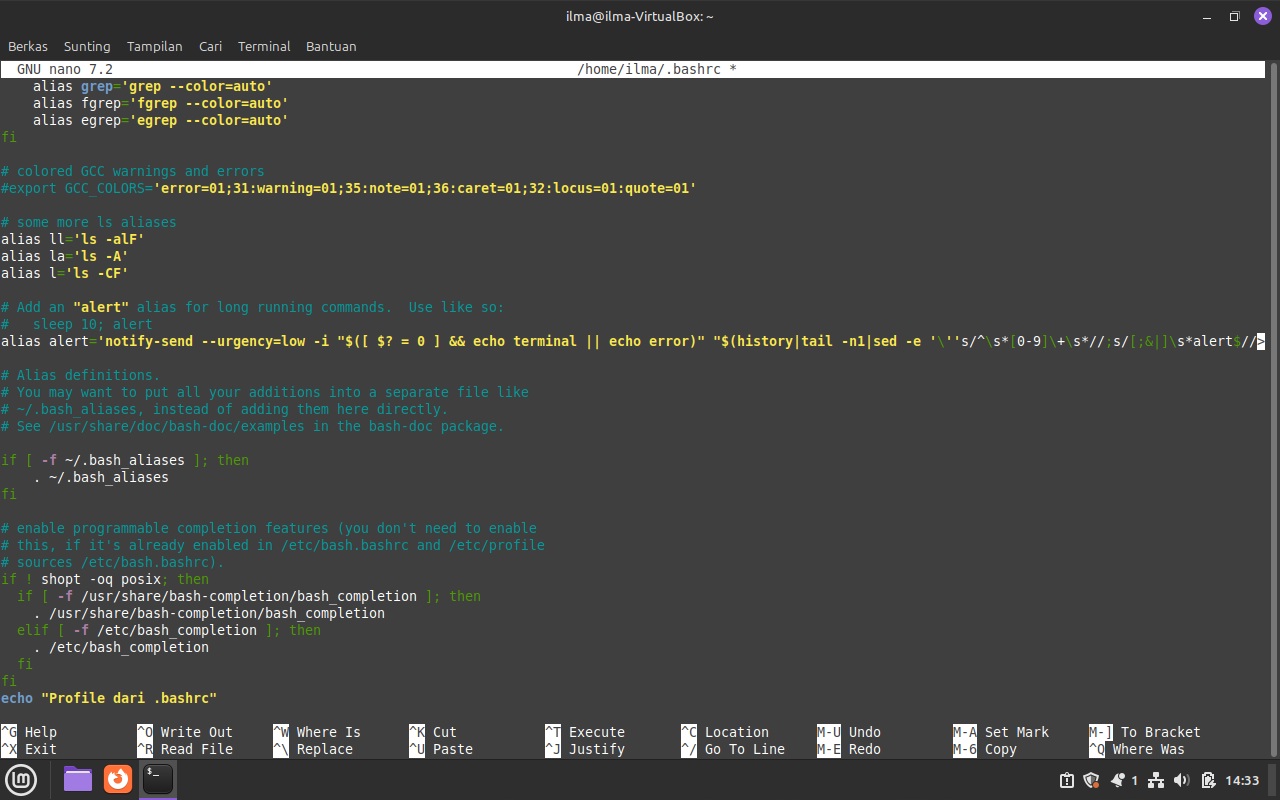 ilma@ilma-VirtualBox: ~
Berkas Sunting Tampilan Cari Terminal Bantuan
GNU nano 7.2 /home/ilma/.bashrc *
    alias grep='grep --color=auto'
    alias fgrep='fgrep --color=auto'
    alias egrep='egrep --color=auto'
fi

# colored GCC warnings and errors
#export GCC_COLORS='error=01;31:warning=01;35:note=01;36:caret=01;32:locus=01:quote=01'

# some more ls aliases
alias ll='ls -alF'
alias la='ls -A'
alias l='ls -CF'

# Add an "alert" alias for long running commands.  Use like so:
#   sleep 10; alert
alias alert='notify-send --urgency=low -i "$([ $? = 0 ] && echo terminal || echo error)" "$(history|tail -n1|sed -e '\''s/^\s*[0-9]\+\s*//;s/[;&|]\s*alert$//>

# Alias definitions.
# You may want to put all your additions into a separate file like
# ~/.bash_aliases, instead of adding them here directly.
# See /usr/share/doc/bash-doc/examples in the bash-doc package.

if [ -f ~/.bash_aliases ]; then
    . ~/.bash_aliases
fi

# enable programmable completion features (you don't need to enable
# this, if it's already enabled in /etc/bash.bashrc and /etc/profile
# sources /etc/bash.bashrc).
if ! shopt -oq posix; then
  if [ -f /usr/share/bash-completion/bash_completion ]; then
    . /usr/share/bash-completion/bash_completion
  elif [ -f /etc/bash_completion ]; then
    . /etc/bash_completion
  fi
fi
echo "Profile dari .bashrc"

^G Help ^O Write Out ^W Where Is ^K Cut ^T Execute ^C Location M-U Undo M-A Set Mark M-] To Bracket
^X Exit ^R Read File ^\ Replace ^U Paste ^J Justify ^/ Go To Line M-E Redo M-6 Copy ^Q Where Was
1 14:33